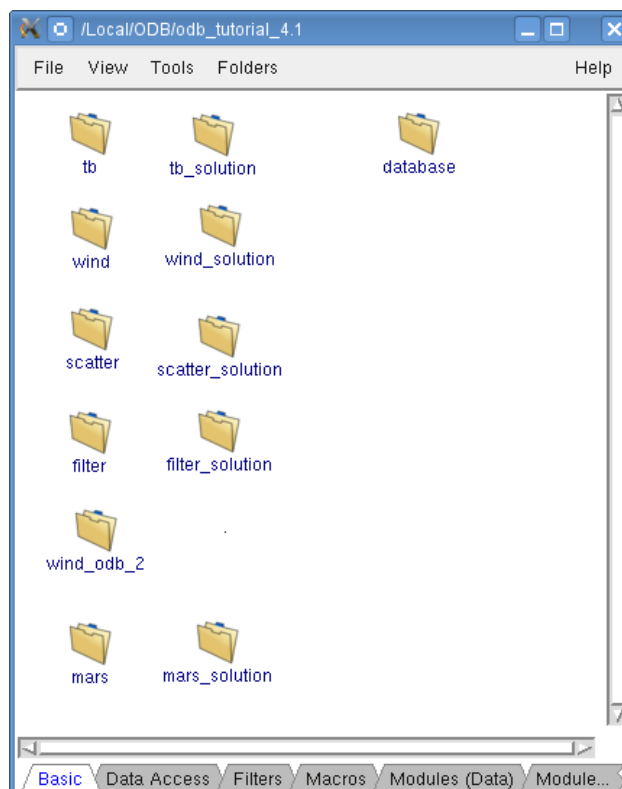 /Local/ODB/odb_tutorial_4.1
File View Tools Folders Help
tb tb_solution database
wind wind_solution
scatter scatter_solution
filter filter_solution
wind_odb_2
mars mars_solution
Basic Data Access Filters Macros Modules (Data) Module...